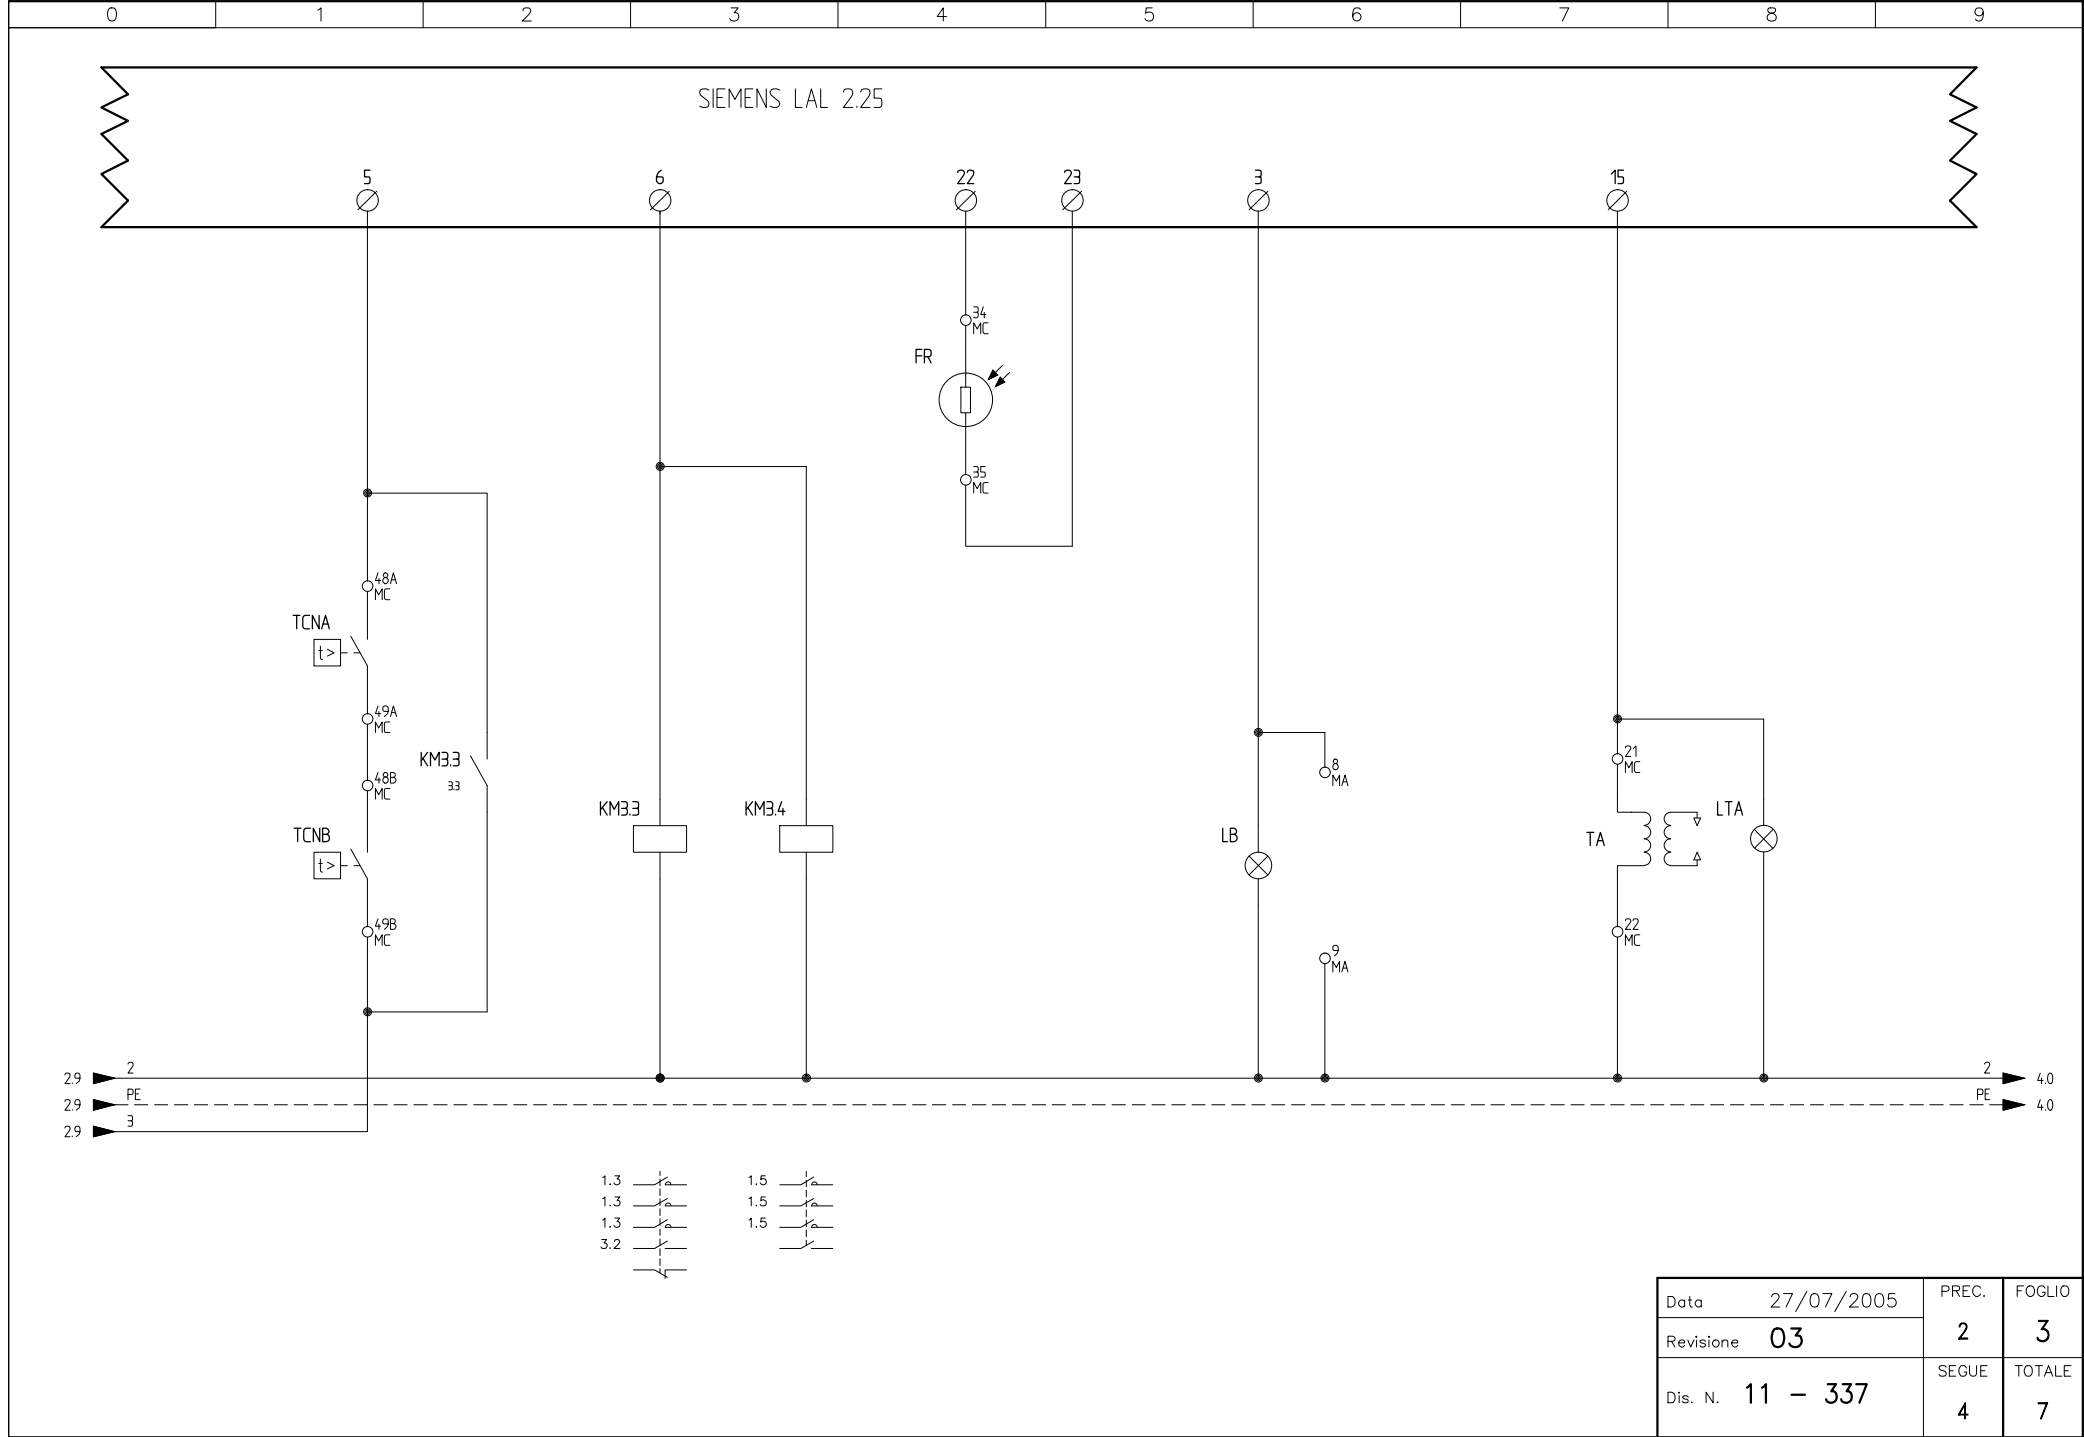 0 1 2 3 4 5 6 7 8 9
SIEMENS LAL 2.25
5 6 22 23 3 15
34
MC
FR
35
MC
48A
MC
TCNA
t>
49A
MC
48B
MC
KM3.3
3.3
TCNB
t>
49B
MC
KM3.3
KM3.4
8
MA
LB
9
MA
21
MC
TA
LTA
22
MC
2.9 2 2 4.0
2.9 PE PE 4.0
2.9 3
1.3 1.5
1.3 1.5
1.3 1.5
3.2
Data 27/07/2005
PREC.
2
FOGLIO
3
Revisione 03
Dis. N. 11 - 337
SEGUE
4
TOTALE
7